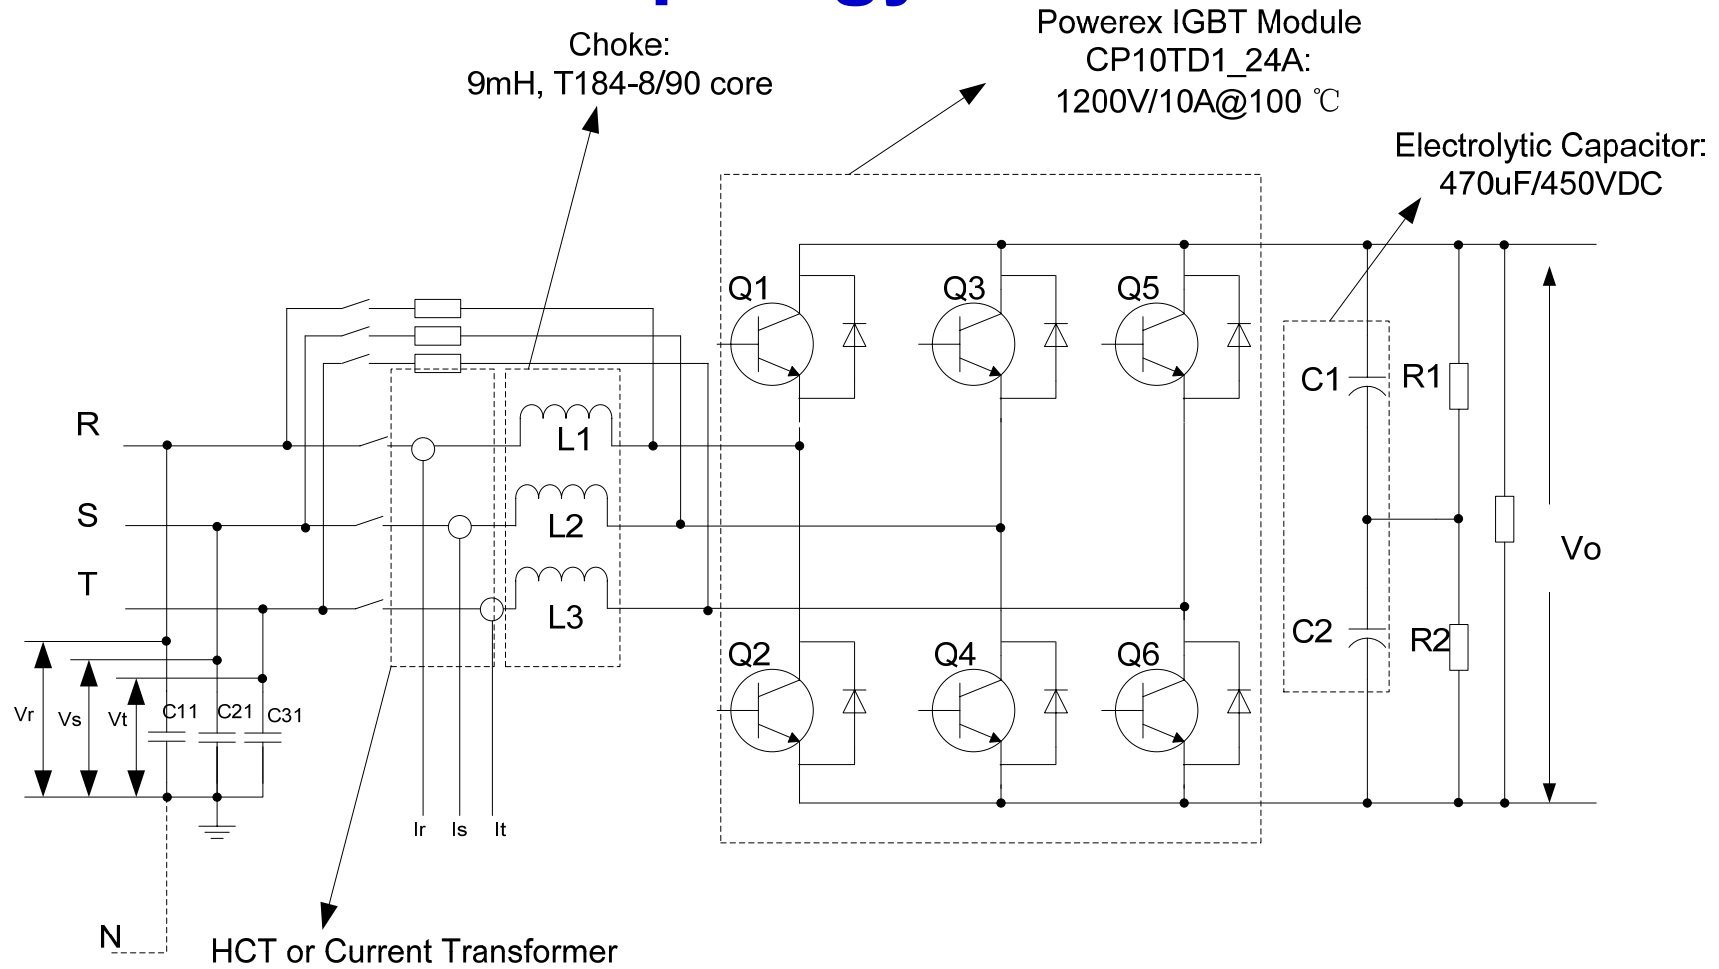 Choke:
9mH, T184-8/90 core
Powerex IGBT Module
CP10TD1_24A:
1200V/10A@100 ℃
Electrolytic Capacitor:
470uF/450VDC
Q1
Q3
Q5
C1
R1
R
L1
S
L2
Vo
T
L3
C2
R2
Q2
Q4
Q6
Vr
Vs
Vt
C11
C21
C31
Ir
Is
It
N
HCT or Current Transformer